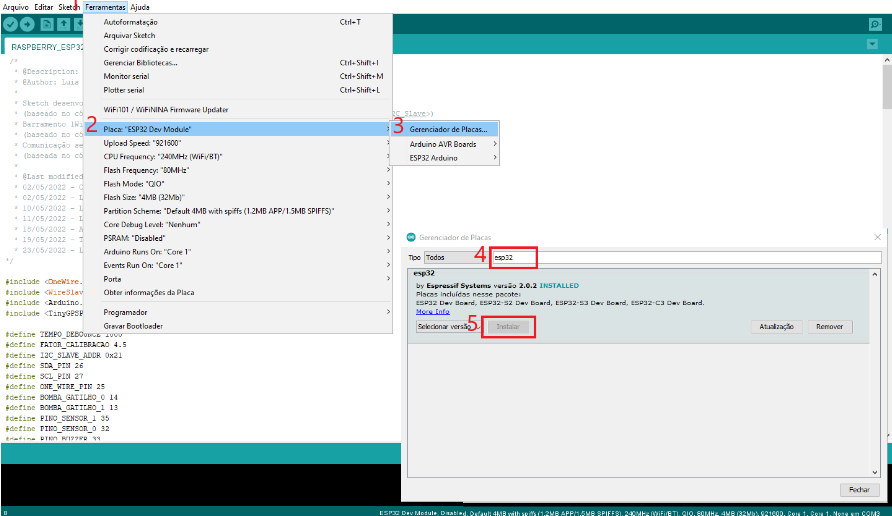 Arquivo Editar Sketch Ferramentas Ajuda
1
RASPBERRY_ESP32
Autoformatação Ctrl+T
Arquivar Sketch
Corrigir codificação e recarregar
Gerenciar Bibliotecas... Ctrl+Shift+I
Monitor serial Ctrl+Shift+M
Plotter serial Ctrl+Shift+L
WiFi101 / WiFiNINA Firmware Updater
2 Placa: "ESP32 Dev Module"
Upload Speed: "921600"
CPU Frequency: "240MHz (WiFi/BT)"
Flash Frequency: "80MHz"
Flash Mode: "QIO"
Flash Size: "4MB (32Mb)"
Partition Scheme: "Default 4MB with spiffs (1.2MB APP/1.5MB SPIFFS)"
Core Debug Level: "Nenhum"
PSRAM: "Disabled"
Arduino Runs On: "Core 1"
Events Run On: "Core 1"
Porta
Obter informações da Placa
Programador
Gravar Bootloader
3 Gerenciador de Placas...
Arduino AVR Boards
ESP32 Arduino
/*
* @Description:
* @Author: Luis
*
* Sketch desenvo
* (baseado no có
2C_Slave>)
* Barramento 1Wi
* (baseado no có
* Comunicação se
* (baseada no có
*
* @Last modified
* 02/05/2022 - C
* 02/05/2022 -
* 10/05/2022 -
* 11/05/2022 -
* 18/05/2022 - A
* 19/05/2022 - T
* 23/05/2022 -
*/
#include <OneWire.
#include <WireSlav
#include <Arduino.
#include <TinyGPSP
#define TEMPO_DEBOUNCE 1000
#define FATOR_CALIBRACAO 4.5
#define I2C_SLAVE_ADDR 0x21
#define SDA_PIN 26
#define SCL_PIN 27
#define ONE_WIRE_PIN 25
#define BOMBA_GATILHO_0 14
#define BOMBA_GATILHO_1 13
#define PINO_SENSOR_1 35
#define PINO_SENSOR_0 32
#define PINO_BUZZER 33
Gerenciador de Placas
Tipo Todos 4 esp32
esp32
by Espressif Systems versão 2.0.2 INSTALLED
Placas incluídas nesse pacote:
ESP32 Dev Board, ESP32-S2 Dev Board, ESP32-S3 Dev Board, ESP32-C3 Dev Board.
More Info
Selecionar versão 5 Instalar Atualização Remover
Fechar
8 ESP32 Dev Module, Disabled, Default 4MB with spiffs (1.2MB APP/1.5MB SPIFFS), 240MHz (WiFi/BT), QIO, 80MHz, 4MB (32Mb), 921600, Core 1, Core 1, None em COM3